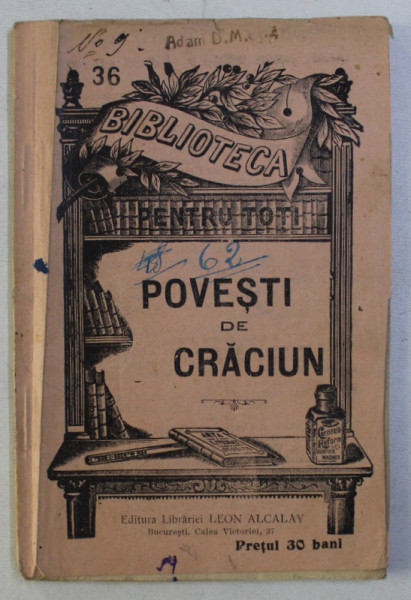 No 9.
Adam D. M.
36
BIBLIOTECA
PENTRU TOTI
62
POVEȘTI
DE
CRĂCIUN
Editura Librăriei LEON ALCALAY
București, Calea Victoriei, 37
Prețul 30 bani